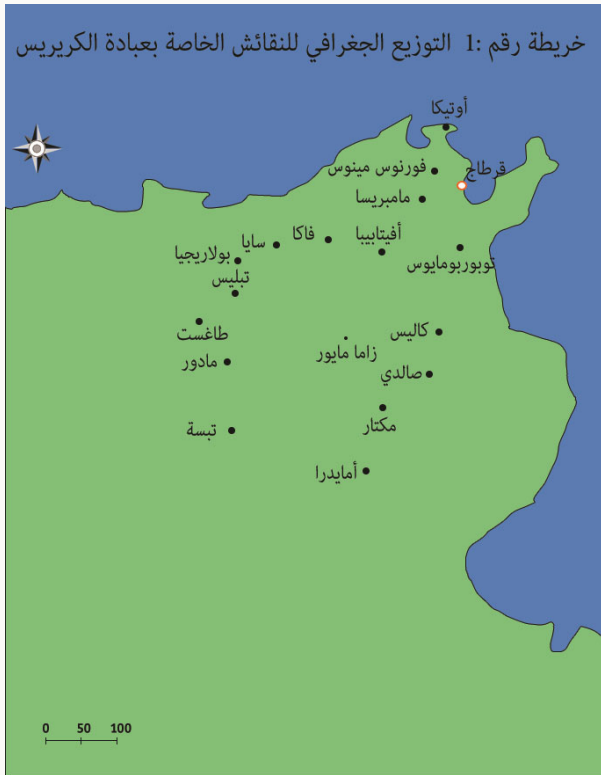 خريطة رقم :1 التوزيع الجغرافي للنقائش الخاصة بعبادة الكريريس
أوتيكا
فورنوس مينوس
قرطاج
مامبريسا
أفيتابيبا
فاكا
سايا
بولاريجيا
توبوربومايوس
تبليس
طاغست
كاليس
زاما مايور
مادور
صالدي
مكتار
تبسة
أمايدرا
0 50 100